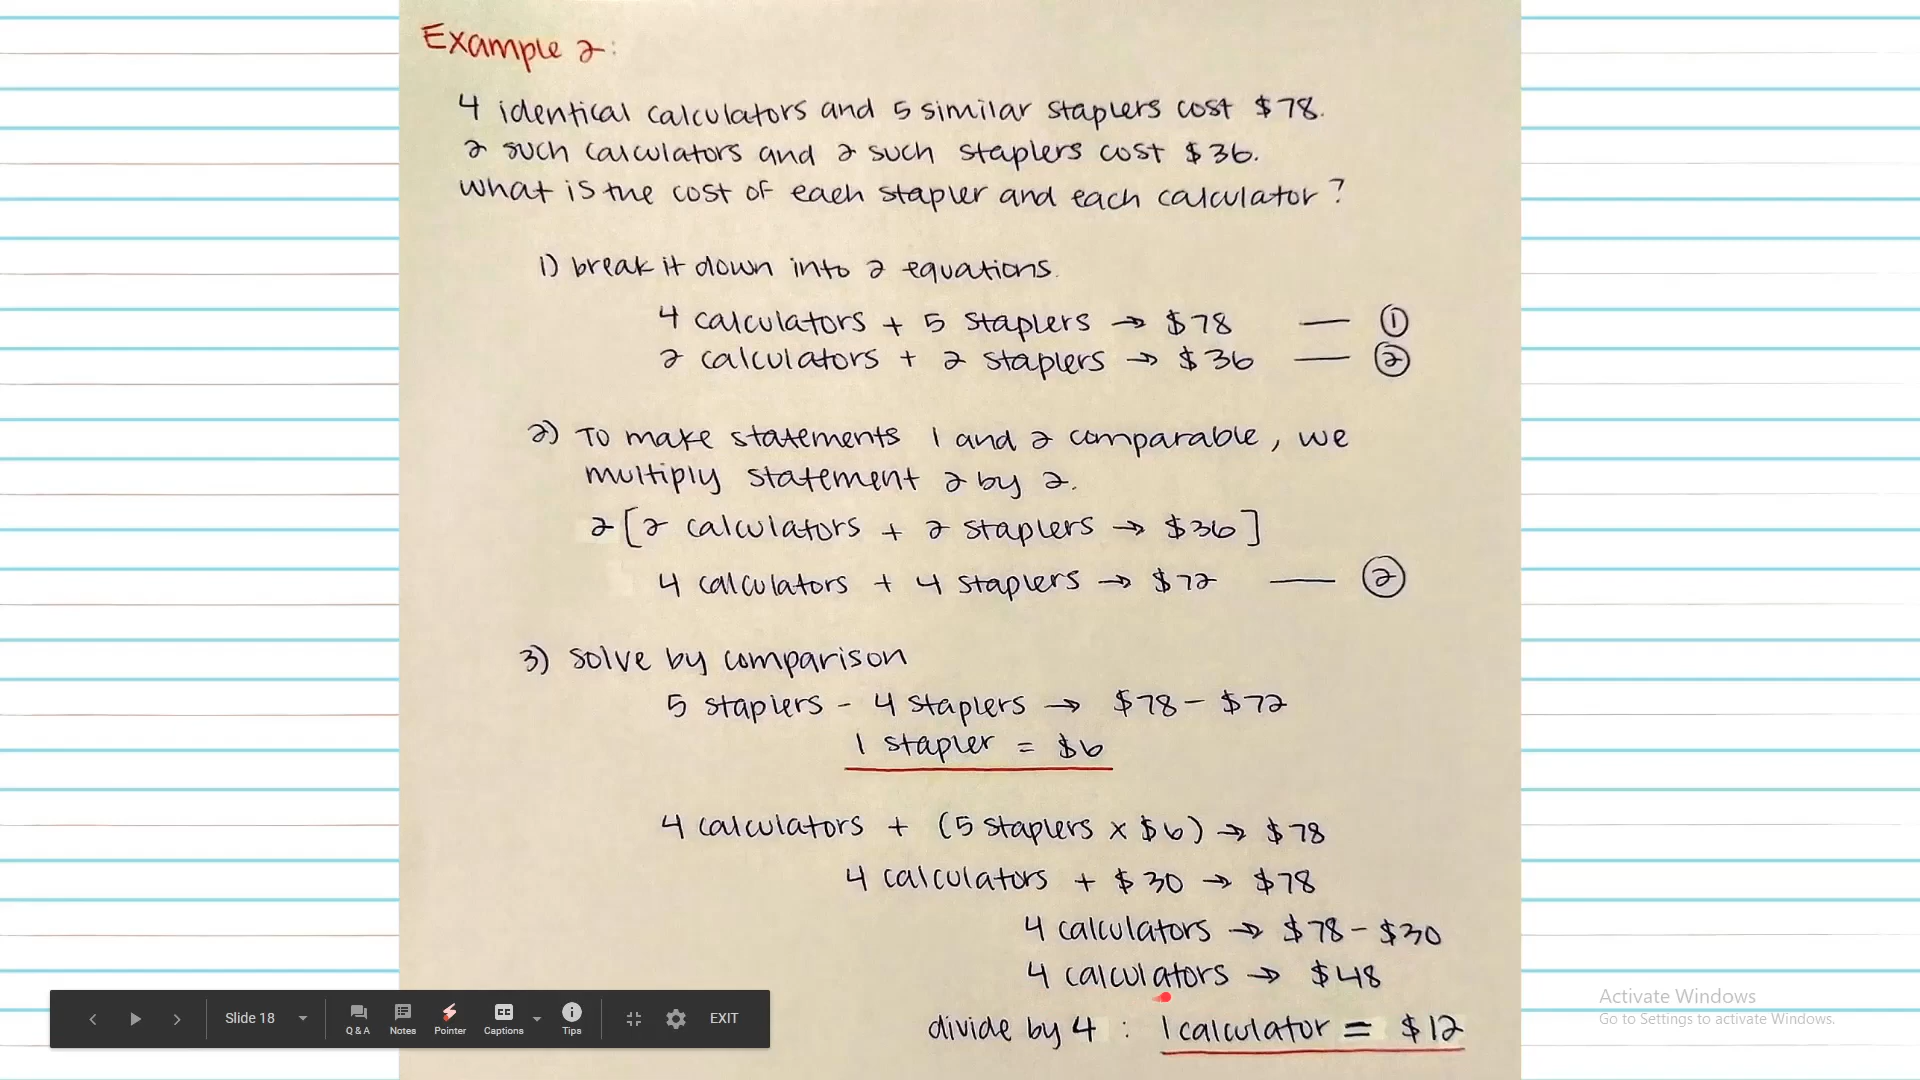 Example 2:
4 identical calculators and 5 similar staplers cost $78.
2 such calculators and 2 such staplers cost $36.
What is the cost of each stapler and each calculator?
1) break it down into 2 equations.
4 calculators + 5 staplers → $78 — ①
2 calculators + 2 staplers → $36 — ②
2) To make statements 1 and 2 comparable, we
multiply statement 2 by 2.
2 [2 calculators + 2 staplers → $36]
4 calculators + 4 staplers → $72 — ②
3) Solve by comparison
5 staplers - 4 staplers → $78 - $72
1 stapler = $6
4 calculators + (5 staplers x $6) → $78
4 calculators + $30 → $78
4 calculators → $78 - $30
4 calculators → $48
divide by 4 : 1 calculator = $12
Slide 18
Q & A
Notes
Pointer
CC
Captions
Tips
EXIT
Activate Windows
Go to Settings to activate Windows.